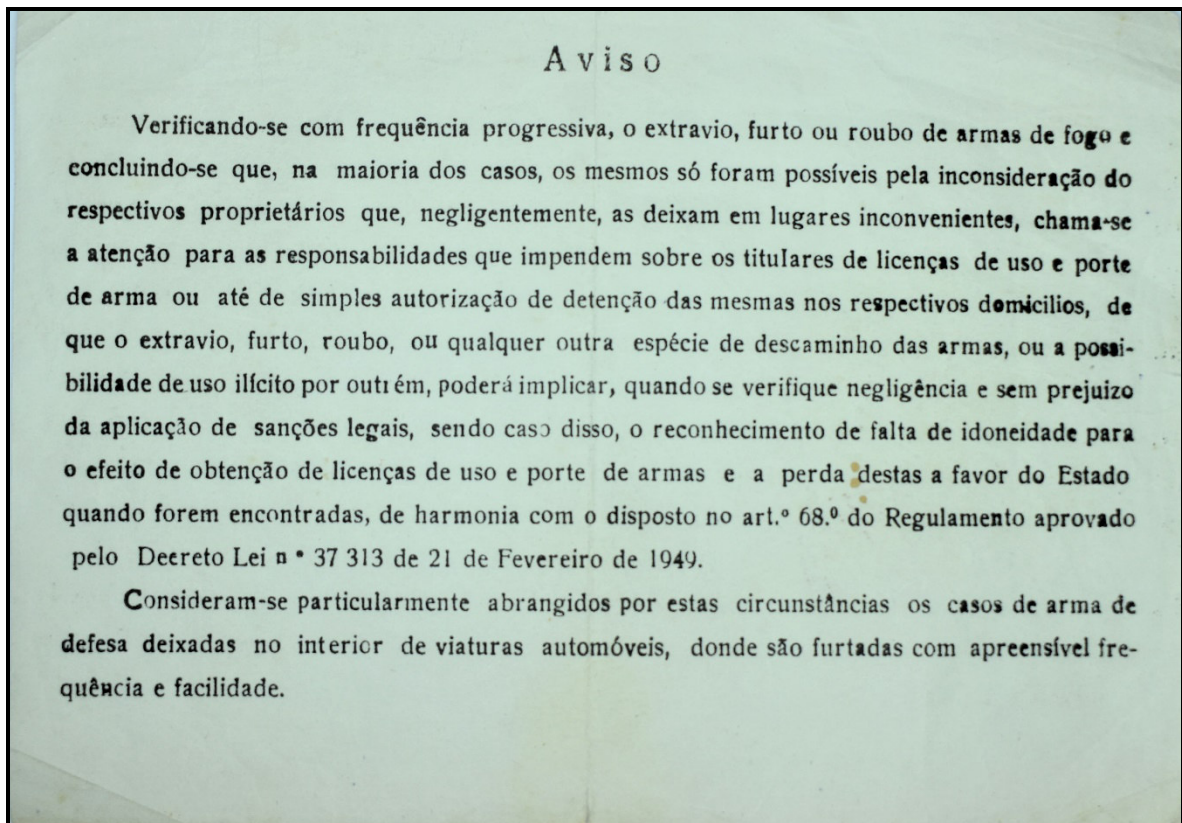 Aviso
Verificando-se com frequência progressiva, o extravio, furto ou roubo de armas de fogo e
concluindo-se que, na maioria dos casos, os mesmos só foram possíveis pela inconsideração do
respectivos proprietários que, negligentemente, as deixam em lugares inconvenientes, chama-se
a atenção para as responsabilidades que impendem sobre os titulares de licenças de uso e porte
de arma ou até de simples autorização de detenção das mesmas nos respectivos domicilios, de
que o extravio, furto, roubo, ou qualquer outra espécie de descaminho das armas, ou a possi-
bilidade de uso ilícito por outrém, poderá implicar, quando se verifique negligência e sem prejuizo
da aplicação de sanções legais, sendo caso disso, o reconhecimento de falta de idoneidade para
o efeito de obtenção de licenças de uso e porte de armas e a perda destas a favor do Estado
quando forem encontradas, de harmonia com o disposto no art.º 68.º do Regulamento aprovado
pelo Decreto Lei n º 37 313 de 21 de Fevereiro de 1949.
Consideram-se particularmente abrangidos por estas circunstâncias os casos de arma de
defesa deixadas no interior de viaturas automóveis, donde são furtadas com apreensível fre-
quência e facilidade.